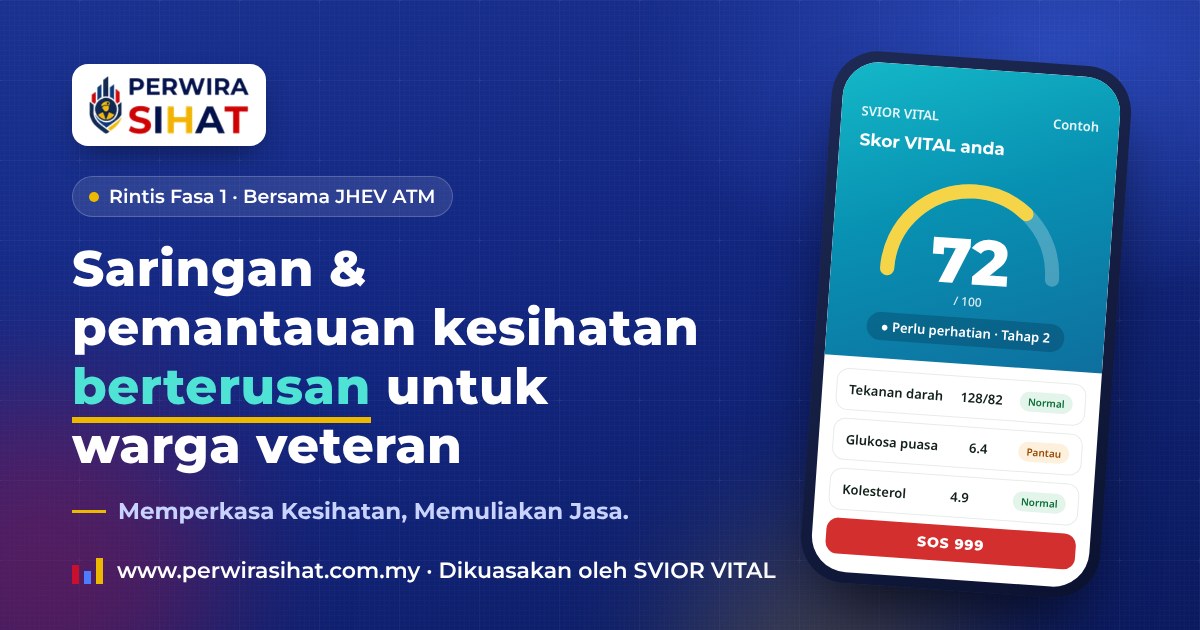 PERWIRA
SIHAT
Rintis Fasa 1 · Bersama JHEV ATM
Saringan &
pemantauan kesihatan
berterusan untuk
warga veteran
Memperkasa Kesihatan, Memuliakan Jasa.
www.perwirasihat.com.my · Dikuasakan oleh SVIOR VITAL
SVIOR VITAL
Contoh
Skor VITAL anda
72
/ 100
● Perlu perhatian · Tahap 2
Tekanan darah 128/82 Normal
Glukosa puasa 6.4 Pantau
Kolesterol 4.9 Normal
SOS 999